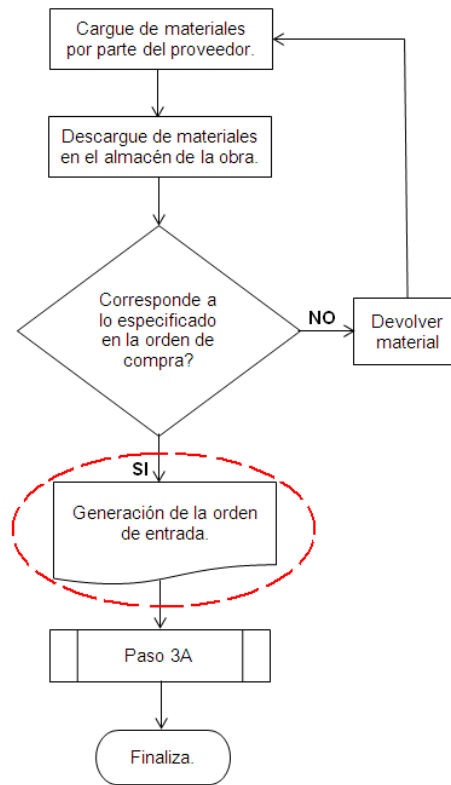 Cargue de materiales
por parte del proveedor.
Descargue de materiales
en el almacén de la obra.
Corresponde a
lo especificado
en la orden de
compra?
NO
Devolver
material
SI
Generación de la orden
de entrada.
Paso 3A
Finaliza.